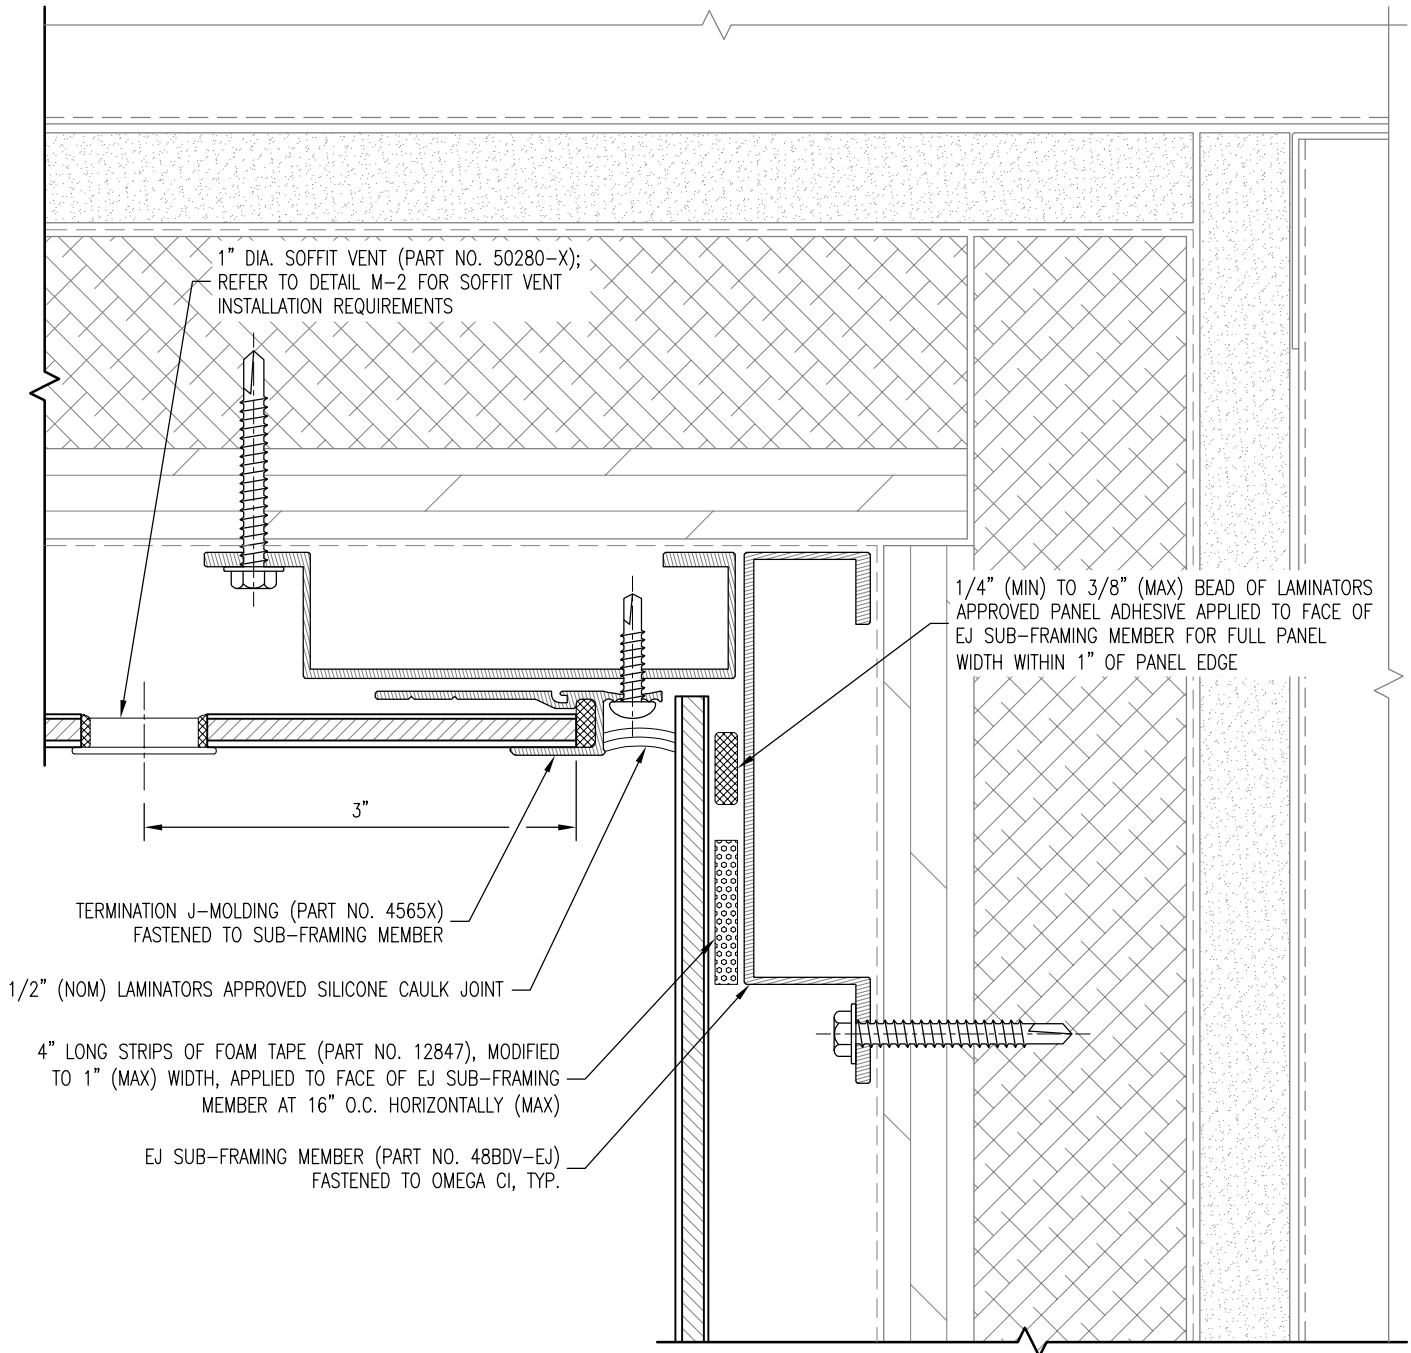 1” DIA. SOFFIT VENT (PART NO. 50280-X);
REFER TO DETAIL M-2 FOR SOFFIT VENT
INSTALLATION REQUIREMENTS
1/4” (MIN) TO 3/8” (MAX) BEAD OF LAMINATORS
APPROVED PANEL ADHESIVE APPLIED TO FACE OF
EJ SUB-FRAMING MEMBER FOR FULL PANEL
WIDTH WITHIN 1” OF PANEL EDGE
3”
TERMINATION J-MOLDING (PART NO. 4565X)
FASTENED TO SUB-FRAMING MEMBER
1/2” (NOM) LAMINATORS APPROVED SILICONE CAULK JOINT
4” LONG STRIPS OF FOAM TAPE (PART NO. 12847), MODIFIED
TO 1” (MAX) WIDTH, APPLIED TO FACE OF EJ SUB-FRAMING
MEMBER AT 16” O.C. HORIZONTALLY (MAX)
EJ SUB-FRAMING MEMBER (PART NO. 48BDV-EJ)
FASTENED TO OMEGA CI, TYP.